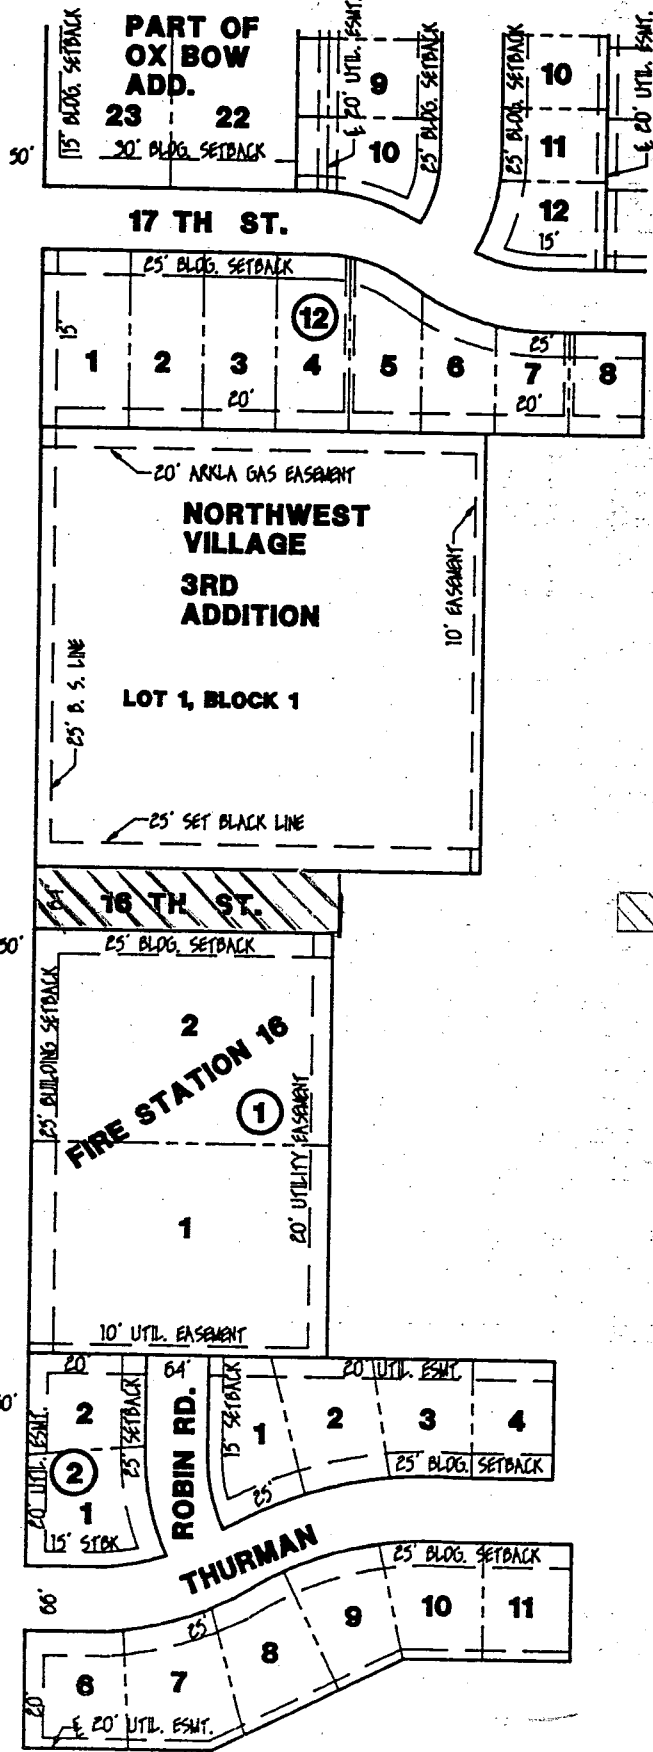 PART OF
OX BOW
ADD.
15' BLDG. SETBACK
23
22
30' BLDG. SETBACK
50'
℄ 20' UTIL. ESMT.
9
10
25' BLDG. SETBACK
25' BLDG. SETBACK
10
11
12
15'
℄ 20' UTIL. ESMT.
17 TH ST.
25' BLDG. SETBACK
12
15'
1
2
3
4
5
6
7
8
20'
25'
20'
20' ARKLA GAS EASEMENT
NORTHWEST
VILLAGE
3RD
ADDITION
10' EASEMENT
LOT 1, BLOCK 1
25' B. S. LINE
25' SET BLACK LINE
64'
16 TH ST.
50'
25' BLDG. SETBACK
25' BUILDING SETBACK
2
FIRE STATION 16
1
20' UTILITY EASEMENT
1
10' UTIL. EASEMENT
20'
64'
20' UTIL. ESMT.
2
25' SETBACK
ROBIN RD.
15' SETBACK
1
2
3
4
20' UTIL. ESMT.
2
1
15' STBK
25'
25' BLDG. SETBACK
THURMAN
66'
25' BLDG. SETBACK
25'
6
7
8
9
10
11
20'
℄ 20' UTIL. ESMT.